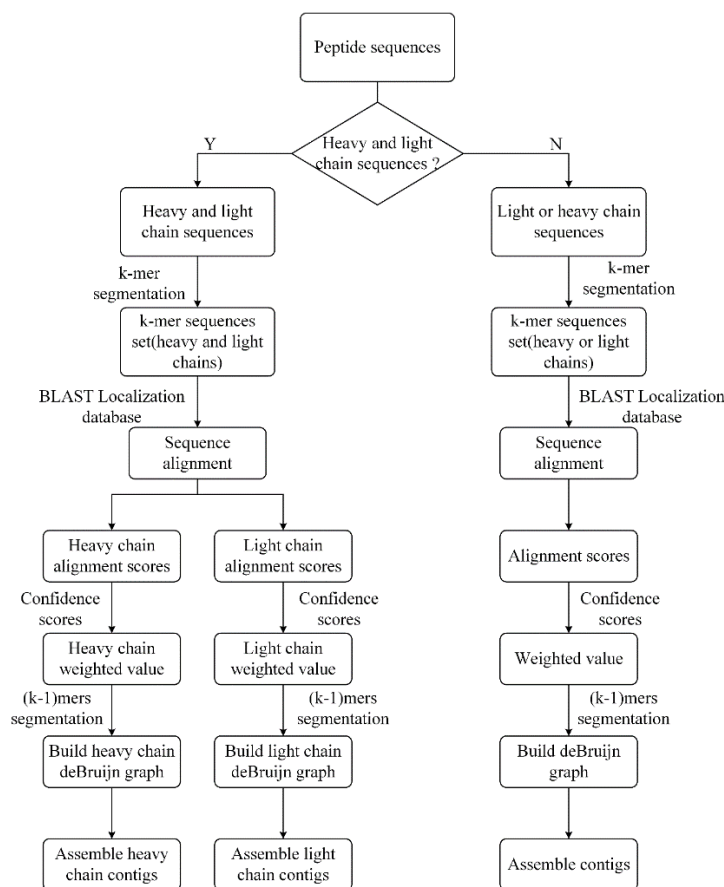 Peptide sequences
Heavy and light
chain sequences ?
Y
N
Heavy and light
chain sequences
Light or heavy chain
sequences
k-mer
segmentation
k-mer
segmentation
k-mer sequences
set(heavy and light
chains)
k-mer sequences
set(heavy or light
chains)
BLAST Localization
database
BLAST Localization
database
Sequence
alignment
Sequence
alignment
Heavy chain
alignment scores
Light chain
alignment scores
Alignment scores
Confidence
scores
Confidence
scores
Confidence
scores
Heavy chain
weighted value
Light chain
weighted value
Weighted value
(k-1)mers
segmentation
(k-1)mers
segmentation
(k-1)mers
segmentation
Build heavy chain
deBruijn graph
Build light chain
deBruijn graph
Build deBruijn
graph
Assemble heavy
chain contigs
Assemble light
chain contigs
Assemble contigs